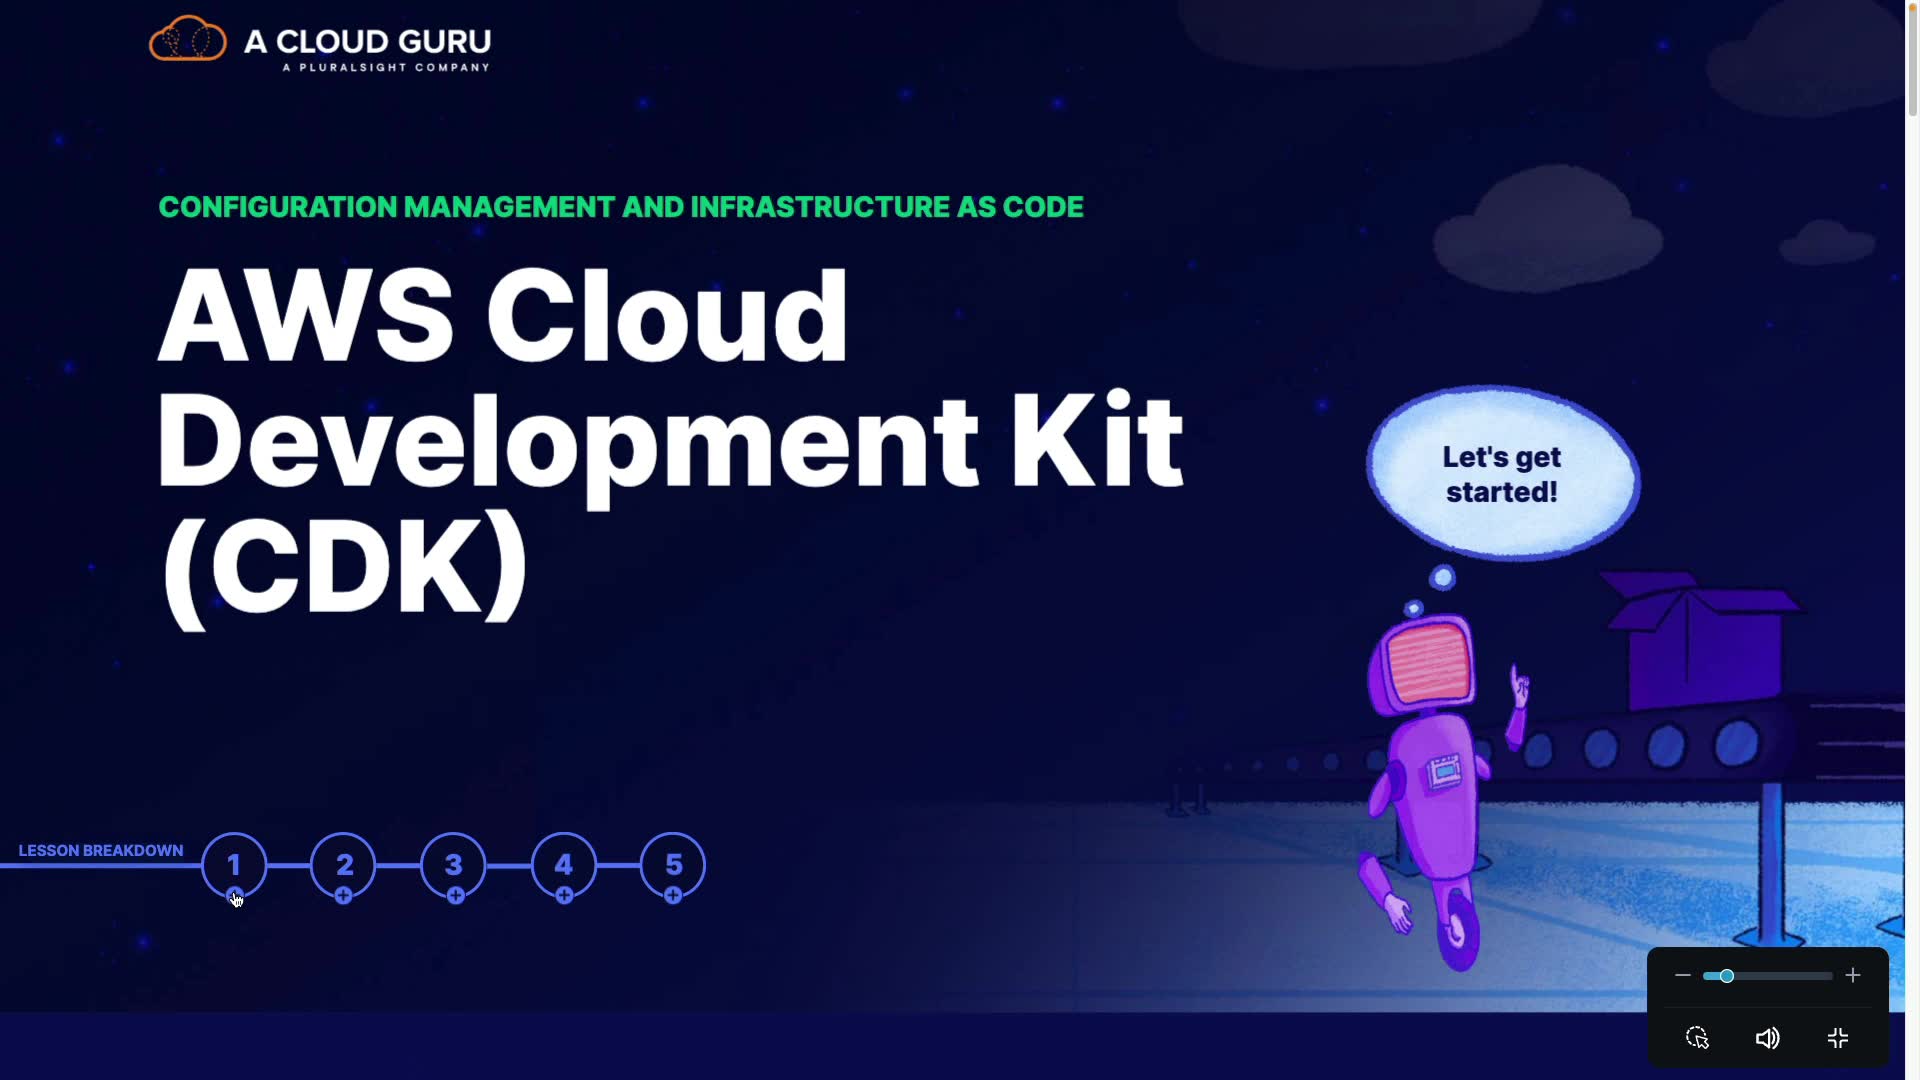 A CLOUD GURU
A PLURALSIGHT COMPANY
CONFIGURATION MANAGEMENT AND INFRASTRUCTURE AS CODE
AWS Cloud
Development Kit
(CDK)
Let's get
started!
LESSON BREAKDOWN
1
2
3
4
5